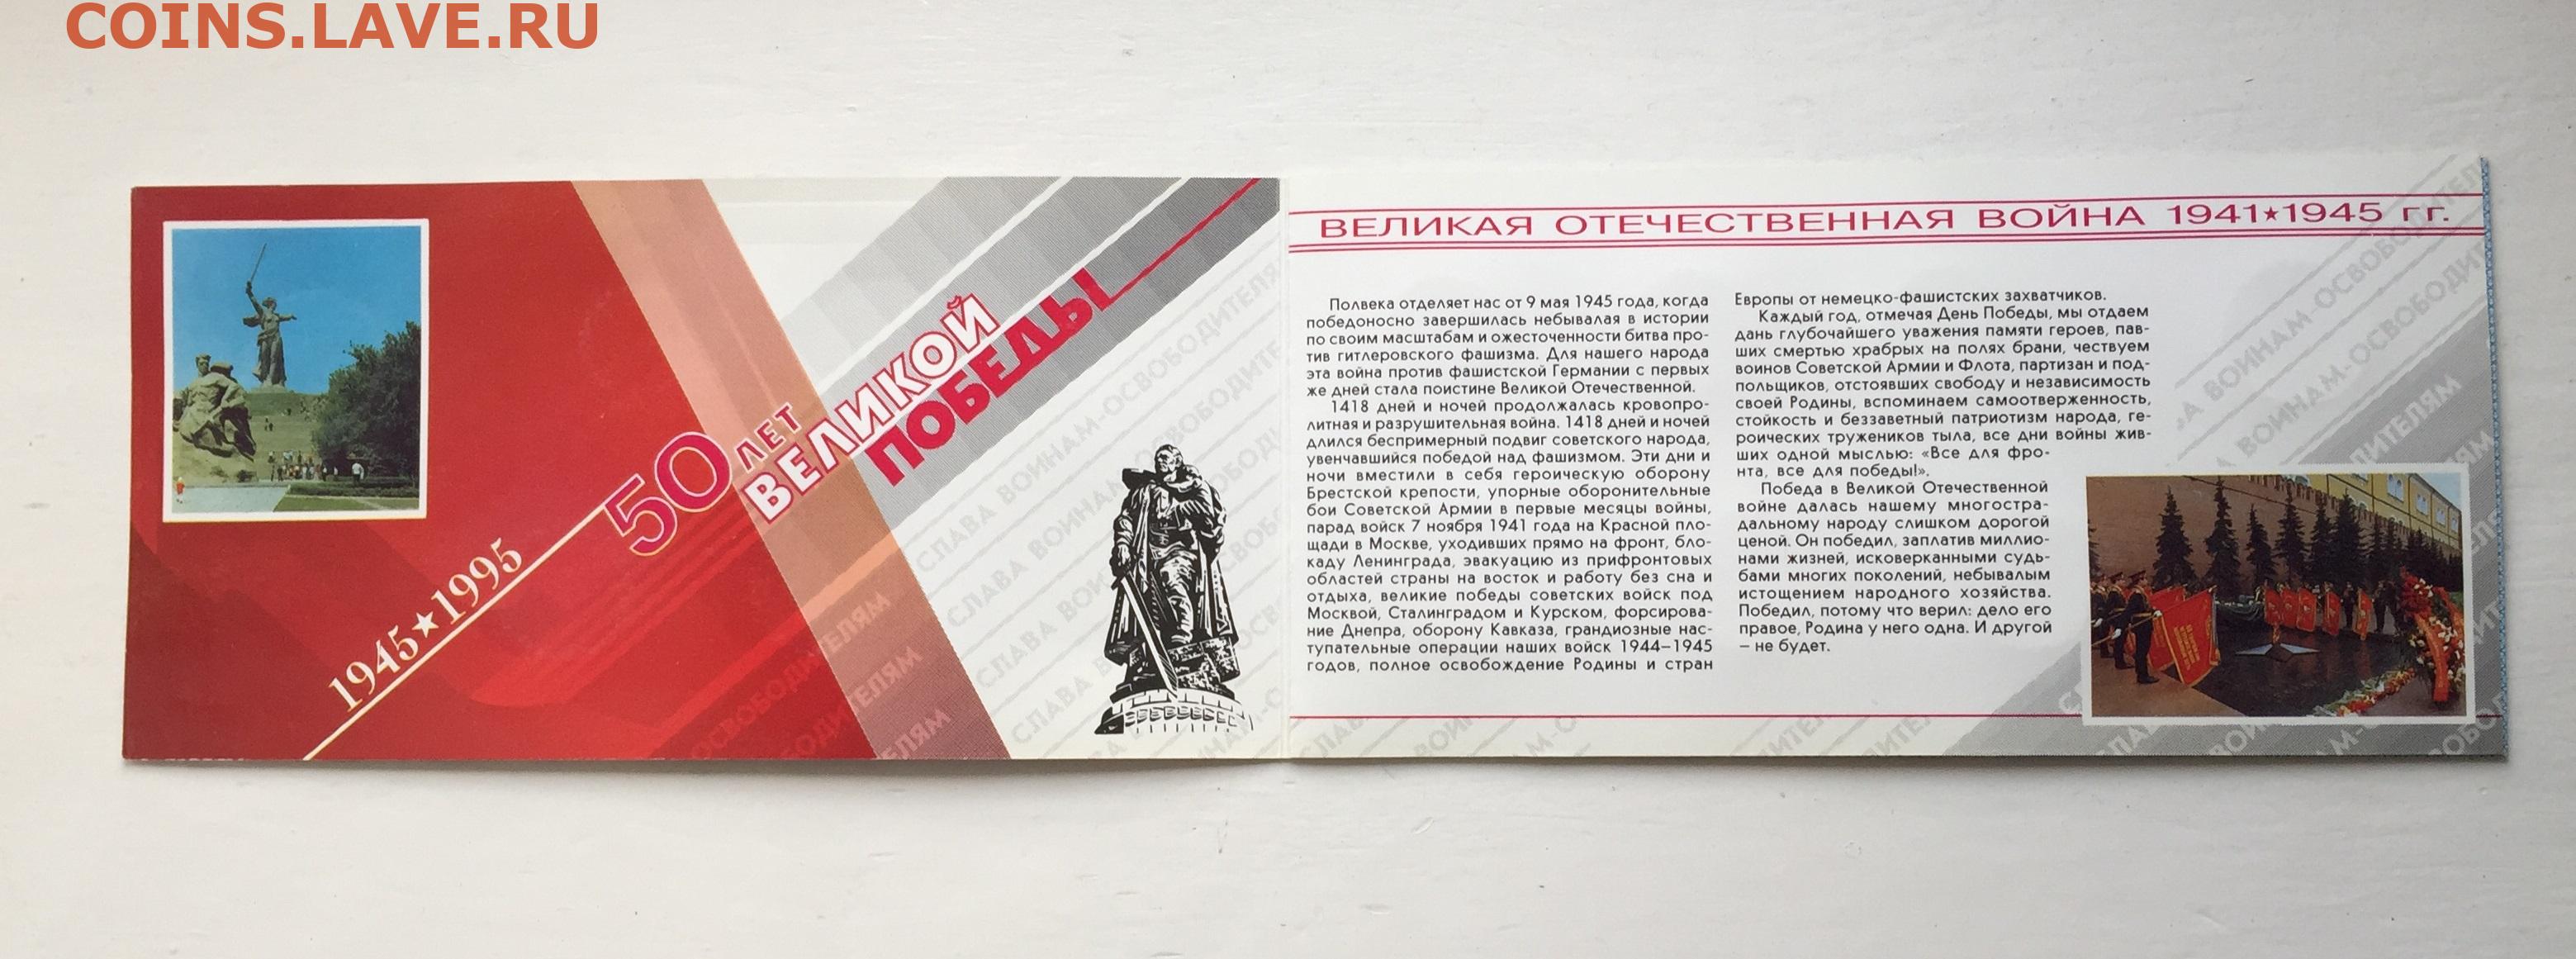 COINS.LAVE.RU
1945★1995
50 ЛЕТ
ВЕЛИКОЙ
ПОБЕДЫ
СЛАВА ВОИНАМ-ОСВОБОДИТЕЛЯМ
ВЕЛИКАЯ ОТЕЧЕСТВЕННАЯ ВОЙНА 1941★1945 гг.
Полвека отделяет нас от 9 мая 1945 года, когда
победоносно завершилась небывалая в истории
по своим масштабам и ожесточенности битва про-
тив гитлеровского фашизма. Для нашего народа
эта война против фашистской Германии с первых
же дней стала поистине Великой Отечественной.
1418 дней и ночей продолжалась кровопро-
литная и разрушительная война. 1418 дней и ночей
длился беспримерный подвиг советского народа,
увенчавшийся победой над фашизмом. Эти дни и
ночи вместили в себя героическую оборону
Брестской крепости, упорные оборонительные
бои Советской Армии в первые месяцы войны,
парад войск 7 ноября 1941 года на Красной пло-
щади в Москве, уходивших прямо на фронт, бло-
каду Ленинграда, эвакуацию из прифронтовых
областей страны на восток и работу без сна и
отдыха, великие победы советских войск под
Москвой, Сталинградом и Курском, форсирова-
ние Днепра, оборону Кавказа, грандиозные нас-
тупательные операции наших войск 1944–1945
годов, полное освобождение Родины и стран
Европы от немецко-фашистских захватчиков.
Каждый год, отмечая День Победы, мы отдаем
дань глубочайшего уважения памяти героев, пав-
ших смертью храбрых на полях брани, чествуем
воинов Советской Армии и Флота, партизан и под-
польщиков, отстоявших свободу и независимость
своей Родины, вспоминаем самоотверженность,
стойкость и беззаветный патриотизм народа, ге-
роических тружеников тыла, все дни войны жив-
ших одной мыслью: «Все для фро-
нта, все для победы!».
Победа в Великой Отечественной
войне далась нашему многостра-
дальному народу слишком дорогой
ценой. Он победил, заплатив миллио-
нами жизней, исковерканными судь-
бами многих поколений, небывалым
истощением народного хозяйства.
Победил, потому что верил: дело его
правое, Родина у него одна. И другой
– не будет.